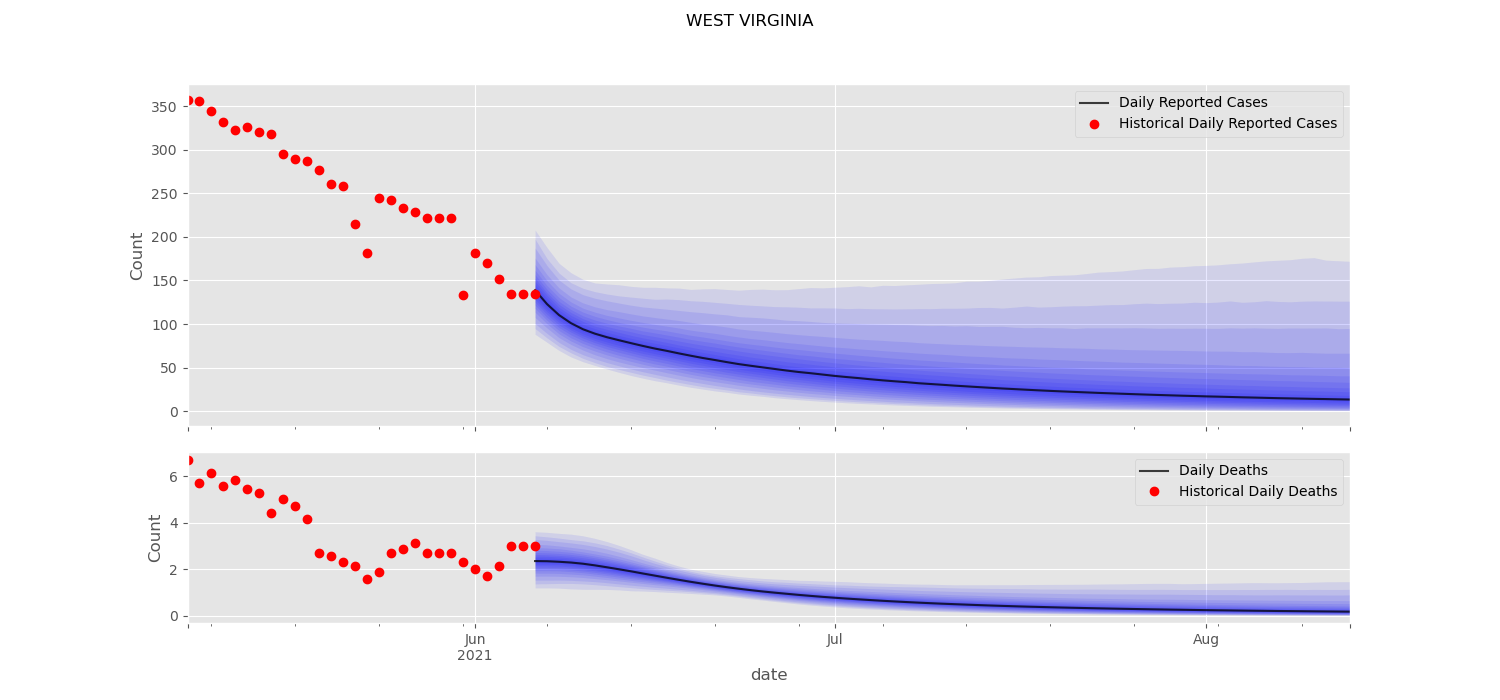 WEST VIRGINIA
350
300
250
200
150
100
50
0
Count
Daily Reported Cases
Historical Daily Reported Cases
6
4
2
0
Count
Daily Deaths
Historical Daily Deaths
Jun
2021
Jul
Aug
date